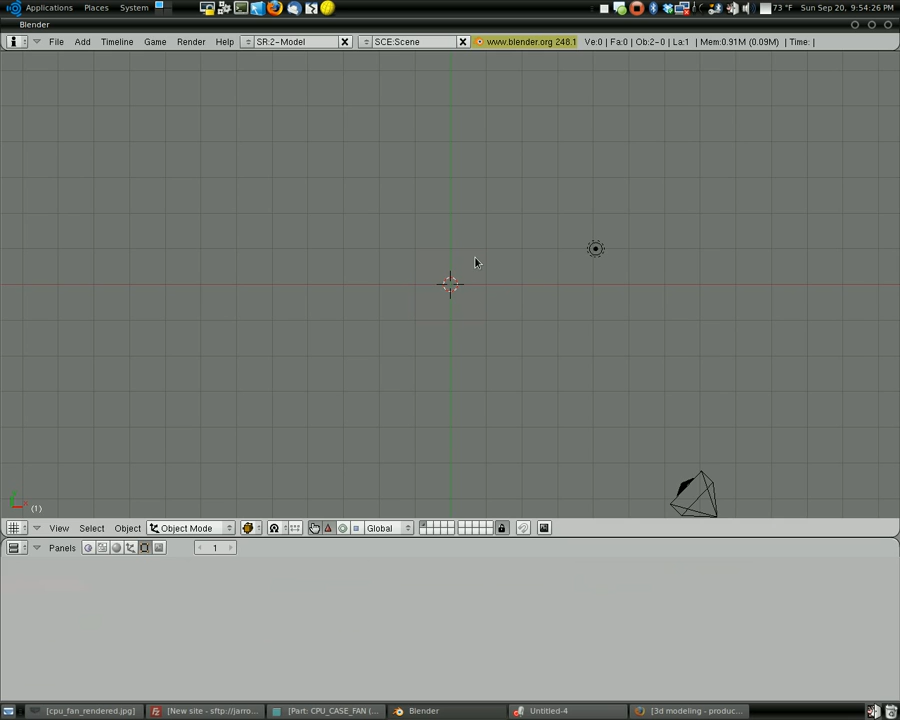 Applications Places System 73 °F Sun Sep 20, 9:54:26 PM
Blender
File Add Timeline Game Render Help SR:2-Model SCE:Scene www.blender.org 248.1 Ve:0 | Fa:0 | Ob:2-0 | La:1 | Mem:0.91M (0.09M) | Time: |
(1)
View Select Object Object Mode Global
Panels 1
[cpu_fan_rendered.jpg] [New site - sftp://jarro... [Part: CPU_CASE_FAN (... Blender Untitled-4 [3d modeling - produc...